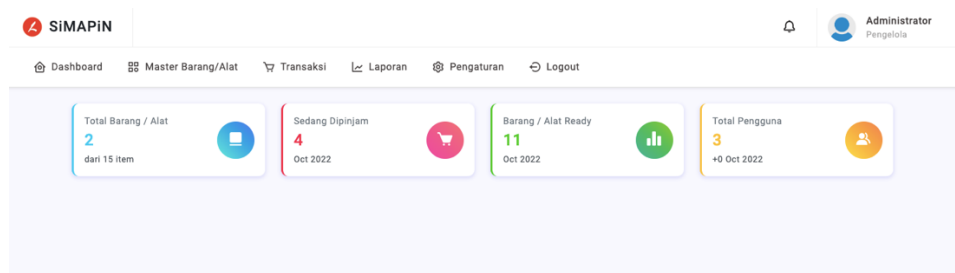 SiMAPiN
Administrator
Pengelola
Dashboard
Master Barang/Alat
Transaksi
Laporan
Pengaturan
Logout
Total Barang / Alat
2
dari 15 item
Sedang Dipinjam
4
Oct 2022
Barang / Alat Ready
11
Oct 2022
Total Pengguna
3
+0 Oct 2022